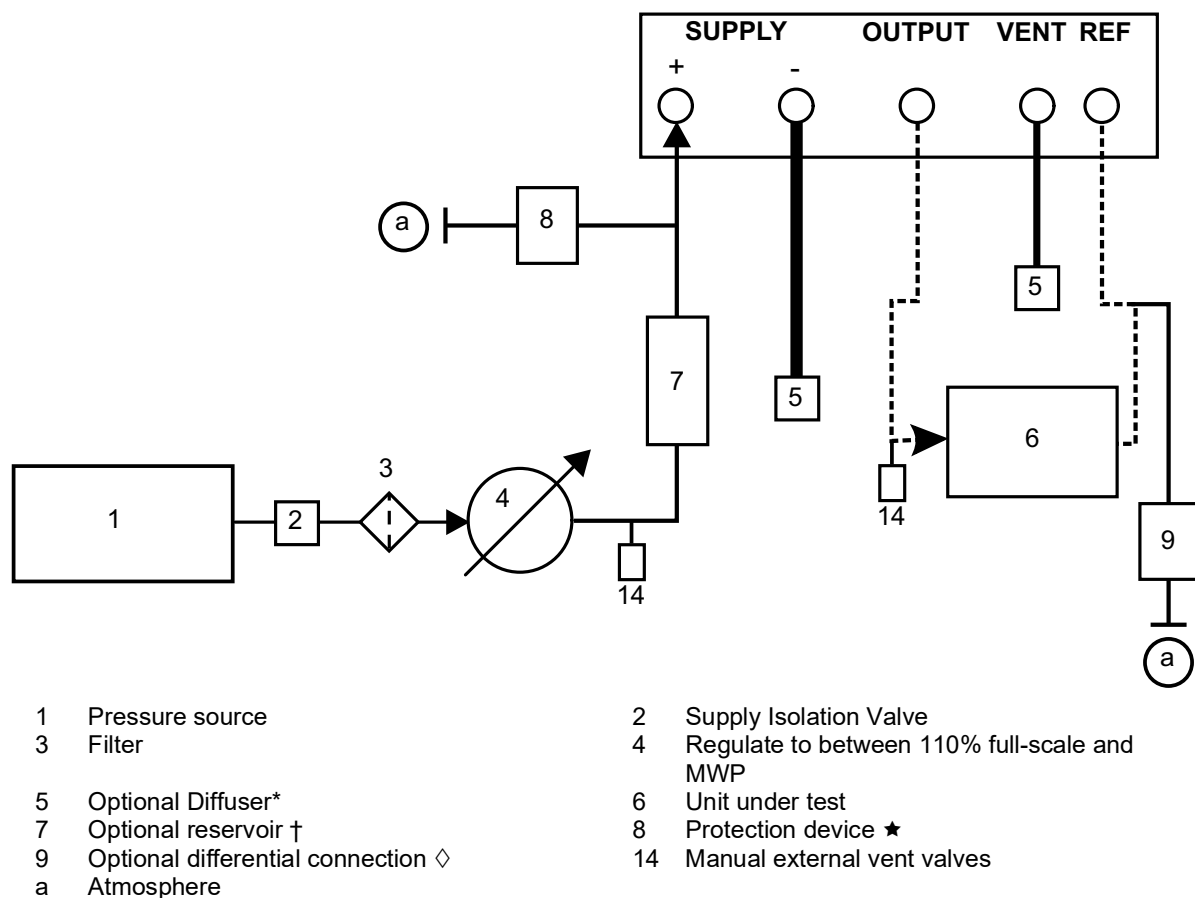 SUPPLY OUTPUT VENT REF
+ -
a 8
5
7
5
6
3
4
1 2
14
14
9
a
1 Pressure source
2 Supply Isolation Valve
3 Filter
4 Regulate to between 110% full-scale and
MWP
5 Optional Diffuser*
6 Unit under test
7 Optional reservoir †
8 Protection device ★
9 Optional differential connection ◊
14 Manual external vent valves
a Atmosphere